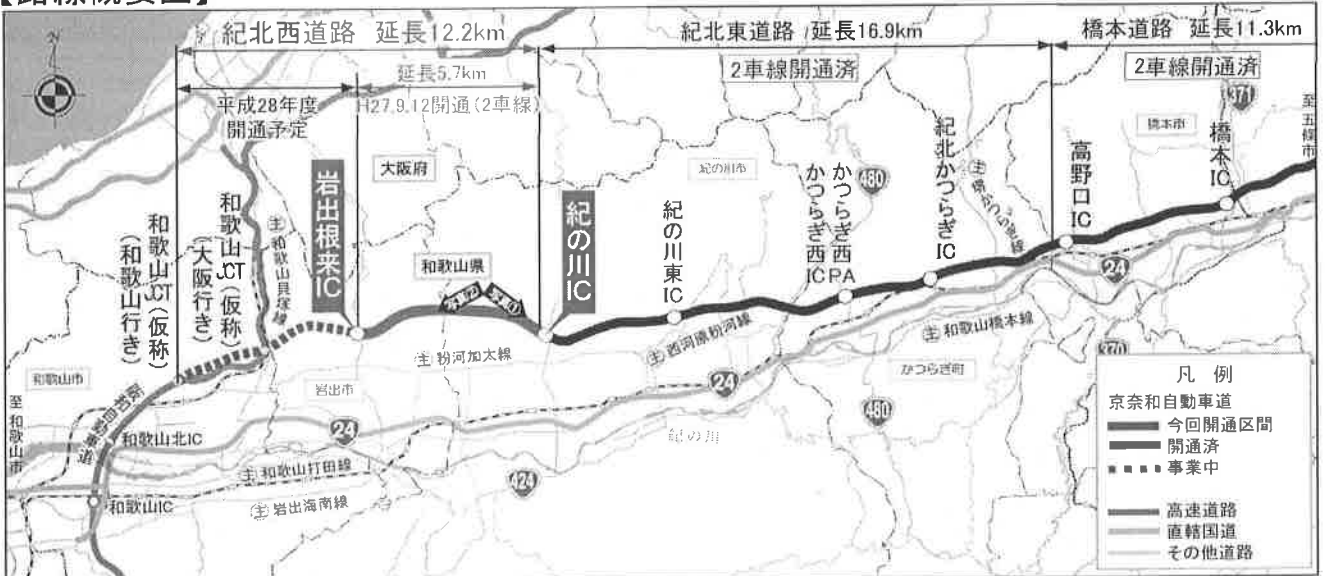 紀北西道路 延長12.2km
紀北東道路 延長16.9km
橋本道路 延長11.3km
延長5.7km
2車線開通済
2車線開通済
平成28年度
開通予定
H27.9.12開通(2車線)
371
至五條市
橋本市
橋本IC
大阪府
紀の川市
480
紀北かつらぎIC
高野口IC
岩出根来IC
紀の川IC
紀の川東IC
かつらぎ西IC
かつらぎ西PA
和歌山JCT(仮称)
(和歌山行き)
和歌山JCT(仮称)
(大阪行き)
主 和歌山貝塚線
和歌山県
24
主 粉河加太線
主 西河原粉河線
主 和歌山橋本線
370
和歌山市
岩出市
かつらぎ町
24
480
至和歌山市
阪和自動車道
和歌山北IC
24
紀の川
主 和歌山打田線
424
和歌山IC
主 岩出海南線
凡 例
京奈和自動車道
今回開通区間
開通済
事業中
高速道路
直轄国道
その他道路